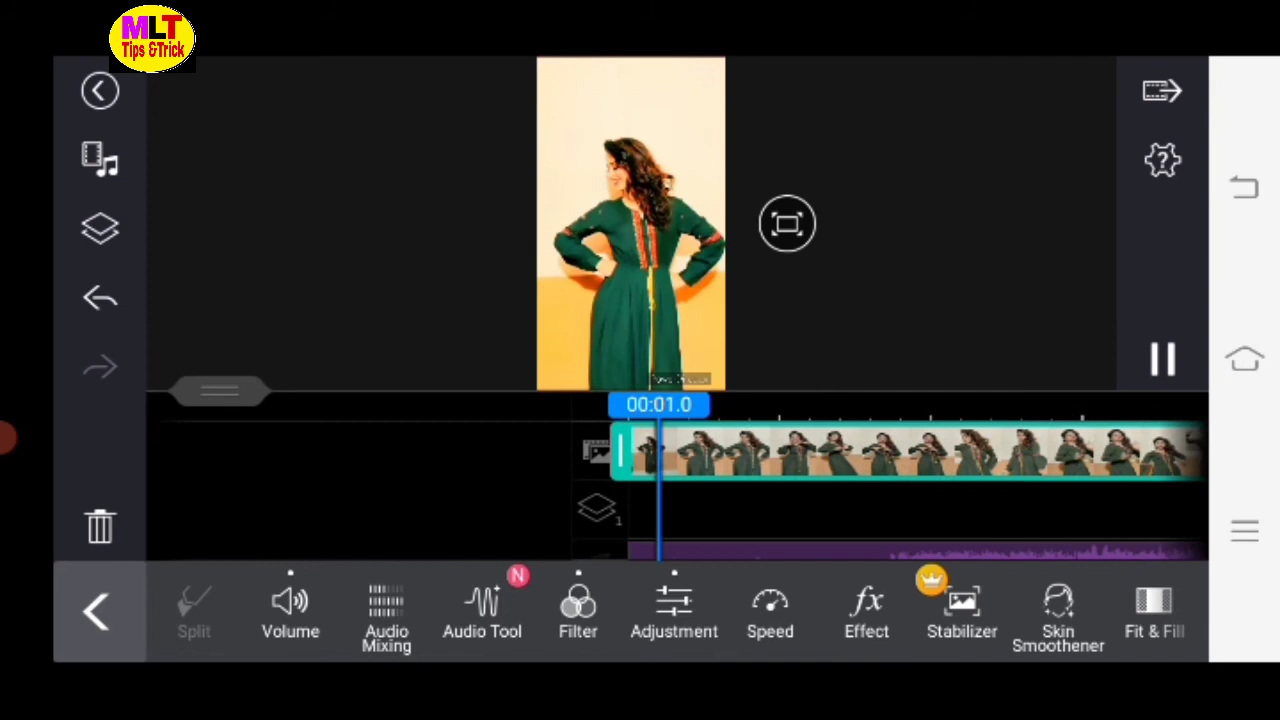 MLT
Tips &Trick
00:01.0
1
N
Split
Volume
Audio
Mixing
Audio Tool
Filter
Adjustment
Speed
fx
Effect
Stabilizer
Skin
Smoothener
Fit & Fill